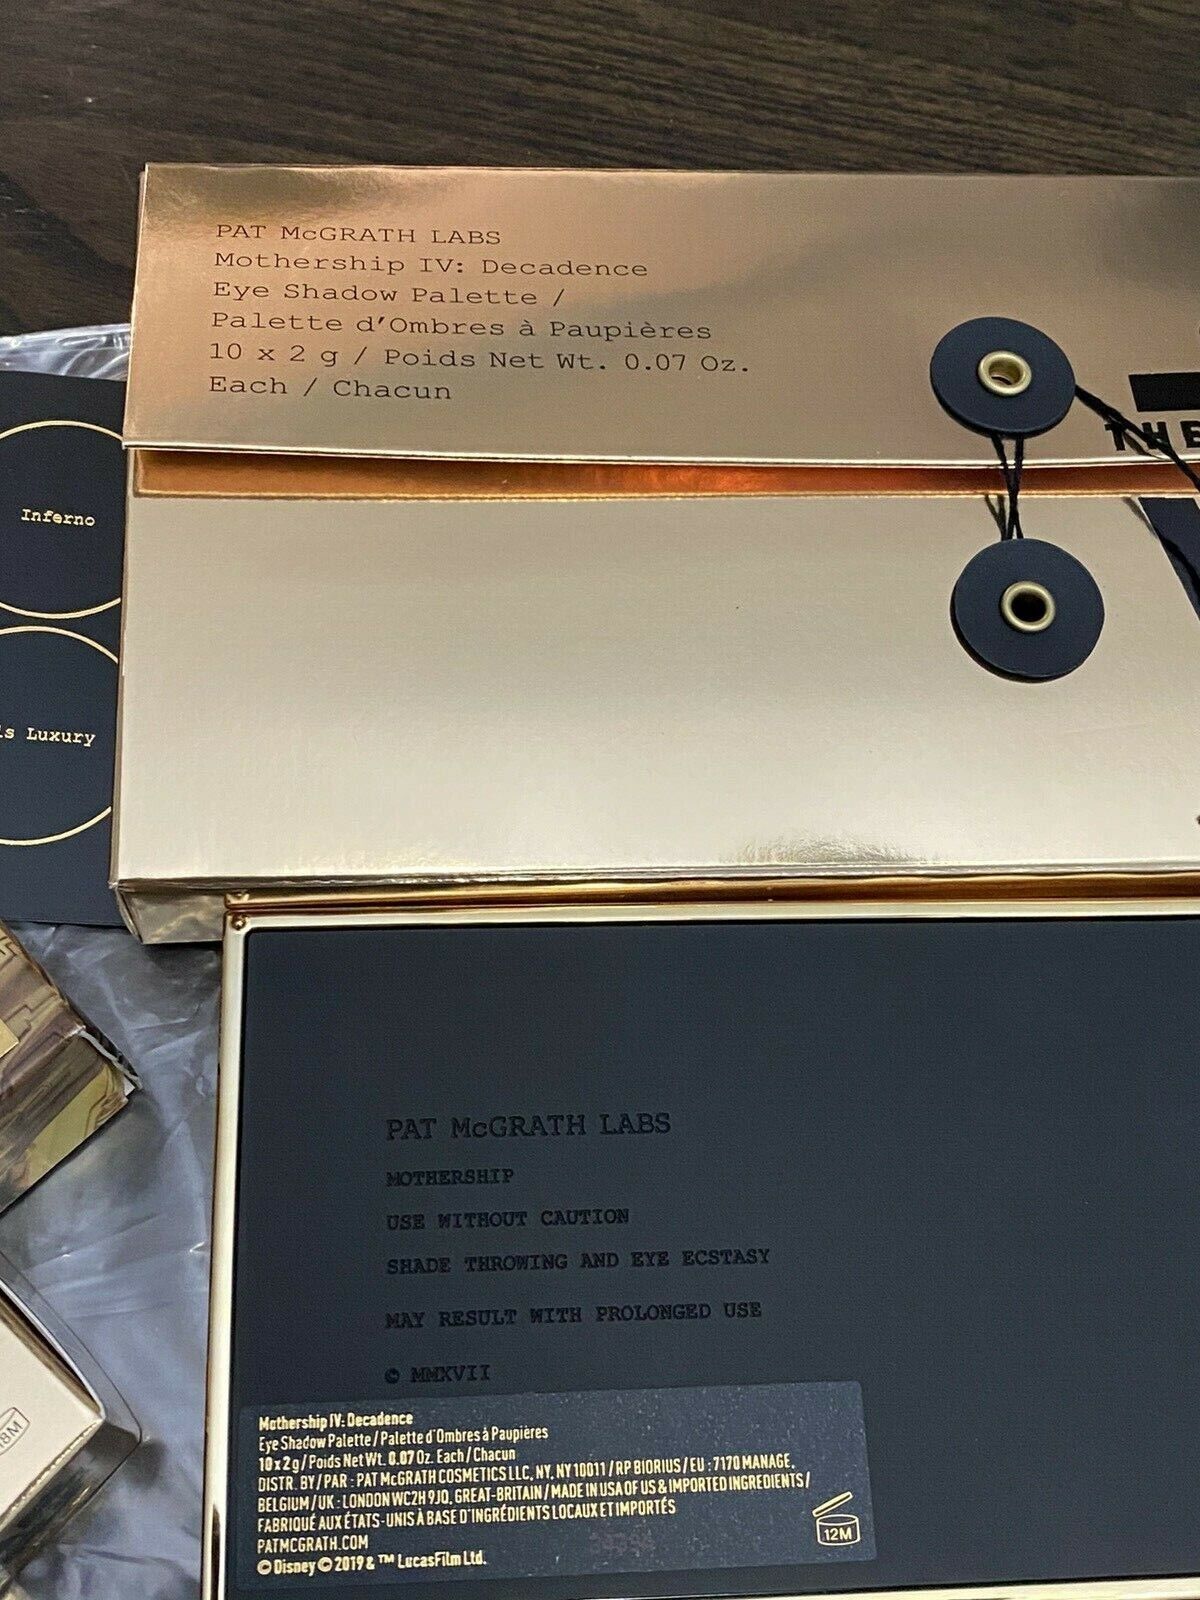 PAT McGRATH LABS
Mothership IV: Decadence
Eye Shadow Palette /
Palette d'Ombres à Paupières
10 x 2 g / Poids Net Wt. 0.07 Oz.
Each / Chacun
Inferno
Luxury
PAT McGRATH LABS
MOTHERSHIP
USE WITHOUT CAUTION
SHADE THROWING AND EYE ECSTASY
MAY RESULT WITH PROLONGED USE
© MMXVII
Mothership IV: Decadence
Eye Shadow Palette / Palette d'Ombres à Paupières
10 x 2 g / Poids Net Wt. 0.07 Oz. Each / Chacun
DISTR. BY / PAR : PAT McGRATH COSMETICS LLC, NY, NY 10011 / RP BIORIUS / EU : 7170 MANAGE,
BELGIUM / UK : LONDON WC2H 9JQ, GREAT-BRITAIN / MADE IN USA OF US & IMPORTED INGREDIENTS /
FABRIQUÉ AUX ÉTATS-UNIS À BASE D'INGRÉDIENTS LOCAUX ET IMPORTÉS
PATMCGRATH.COM
© Disney © 2019 & ™ LucasFilm Ltd.
12M